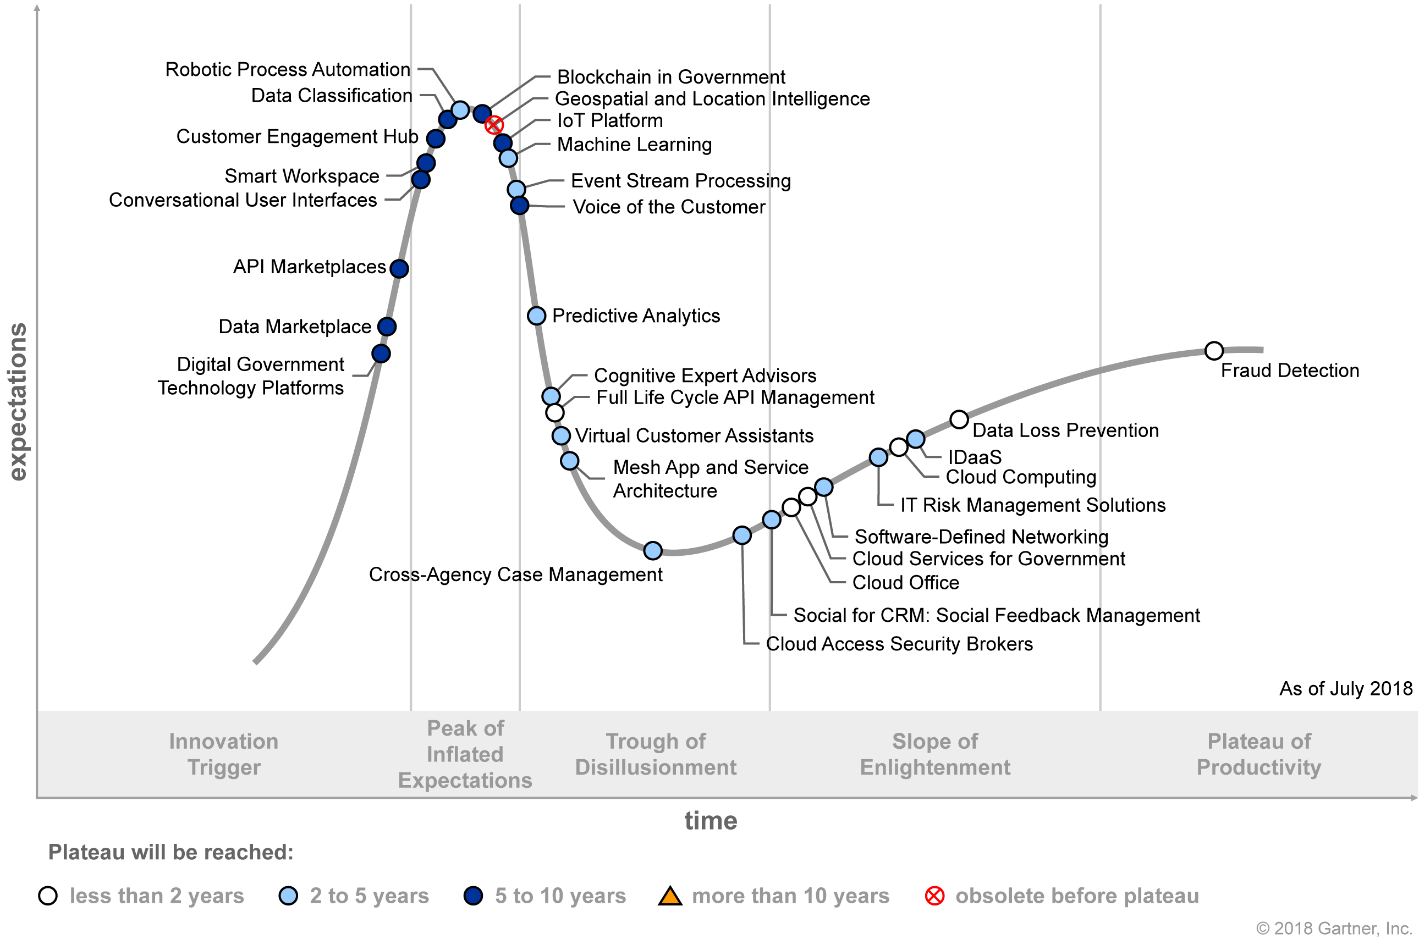 Robotic Process Automation
Data Classification
Customer Engagement Hub
Smart Workspace
Conversational User Interfaces
API Marketplaces
Data Marketplace
Digital Government
Technology Platforms
Blockchain in Government
Geospatial and Location Intelligence
IoT Platform
Machine Learning
Event Stream Processing
Voice of the Customer
Predictive Analytics
Cognitive Expert Advisors
Full Life Cycle API Management
Virtual Customer Assistants
Mesh App and Service
Architecture
Cross-Agency Case Management
Fraud Detection
Data Loss Prevention
IDaaS
Cloud Computing
IT Risk Management Solutions
Software-Defined Networking
Cloud Services for Government
Cloud Office
Social for CRM: Social Feedback Management
Cloud Access Security Brokers
As of July 2018
expectations
Innovation
Trigger
Peak of
Inflated
Expectations
Trough of
Disillusionment
Slope of
Enlightenment
Plateau of
Productivity
time
Plateau will be reached:
less than 2 years
2 to 5 years
5 to 10 years
more than 10 years
obsolete before plateau
© 2018 Gartner, Inc.